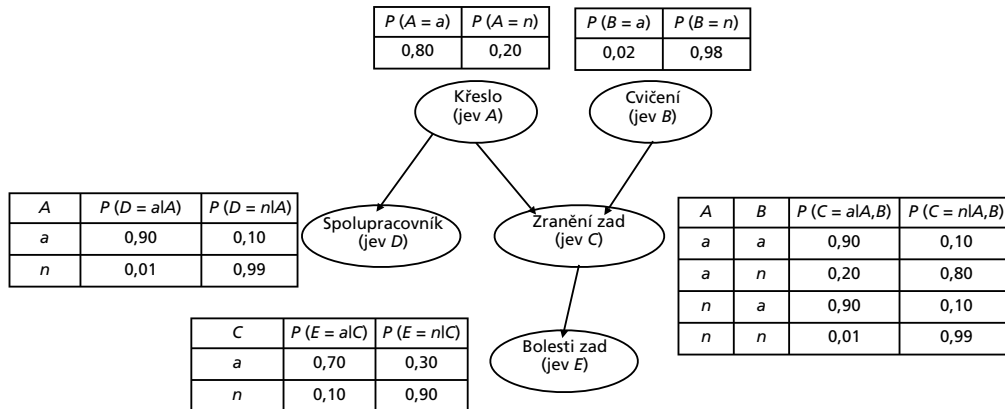 P (A = a) P (A = n)
0,80 0,20
P (B = a) P (B = n)
0,02 0,98
Křeslo
(jev A)
Cvičení
(jev B)
A P (D = a|A) P (D = n|A)
a 0,90 0,10
n 0,01 0,99
Spolupracovník
(jev D)
Zranění zad
(jev C)
A B P (C = a|A,B) P (C = n|A,B)
a a 0,90 0,10
a n 0,20 0,80
n a 0,90 0,10
n n 0,01 0,99
C P (E = a|C) P (E = n|C)
a 0,70 0,30
n 0,10 0,90
Bolesti zad
(jev E)